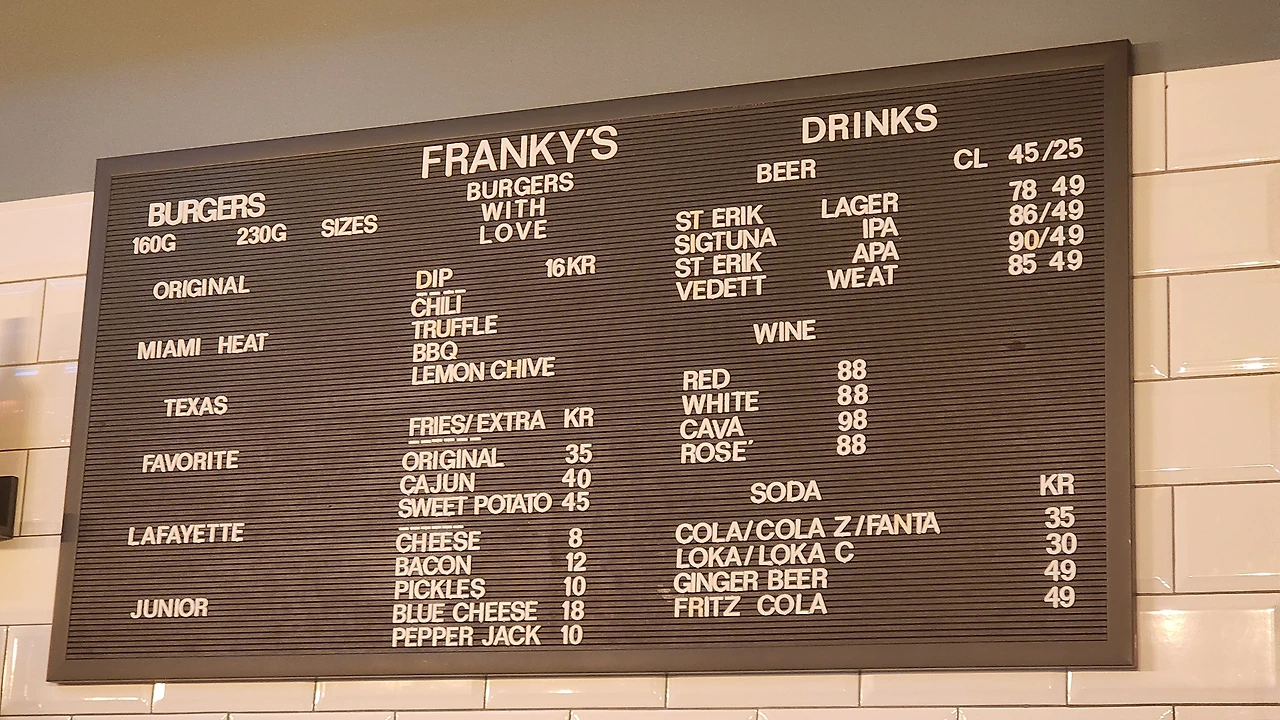 BURGERS
160G 230G SIZES
ORIGINAL
MIAMI HEAT
TEXAS
FAVORITE
LAFAYETTE
JUNIOR
FRANKY'S
BURGERS
WITH
LOVE
DIP 16KR
CHILI
TRUFFLE
BBQ
LEMON CHIVE
FRIES/EXTRA KR
ORIGINAL 35
CAJUN 40
SWEET POTATO 45
CHEESE 8
BACON 12
PICKLES 10
BLUE CHEESE 18
PEPPER JACK 10
DRINKS
BEER CL 45/25
ST ERIK LAGER 78 49
SIGTUNA IPA 86/49
ST ERIK APA 90/49
VEDETT WEAT 85 49
WINE
RED 88
WHITE 88
CAVA 98
ROSE´ 88
SODA KR
COLA/COLA Z/FANTA 35
LOKA/LOKA C 30
GINGER BEER 49
FRITZ COLA 49